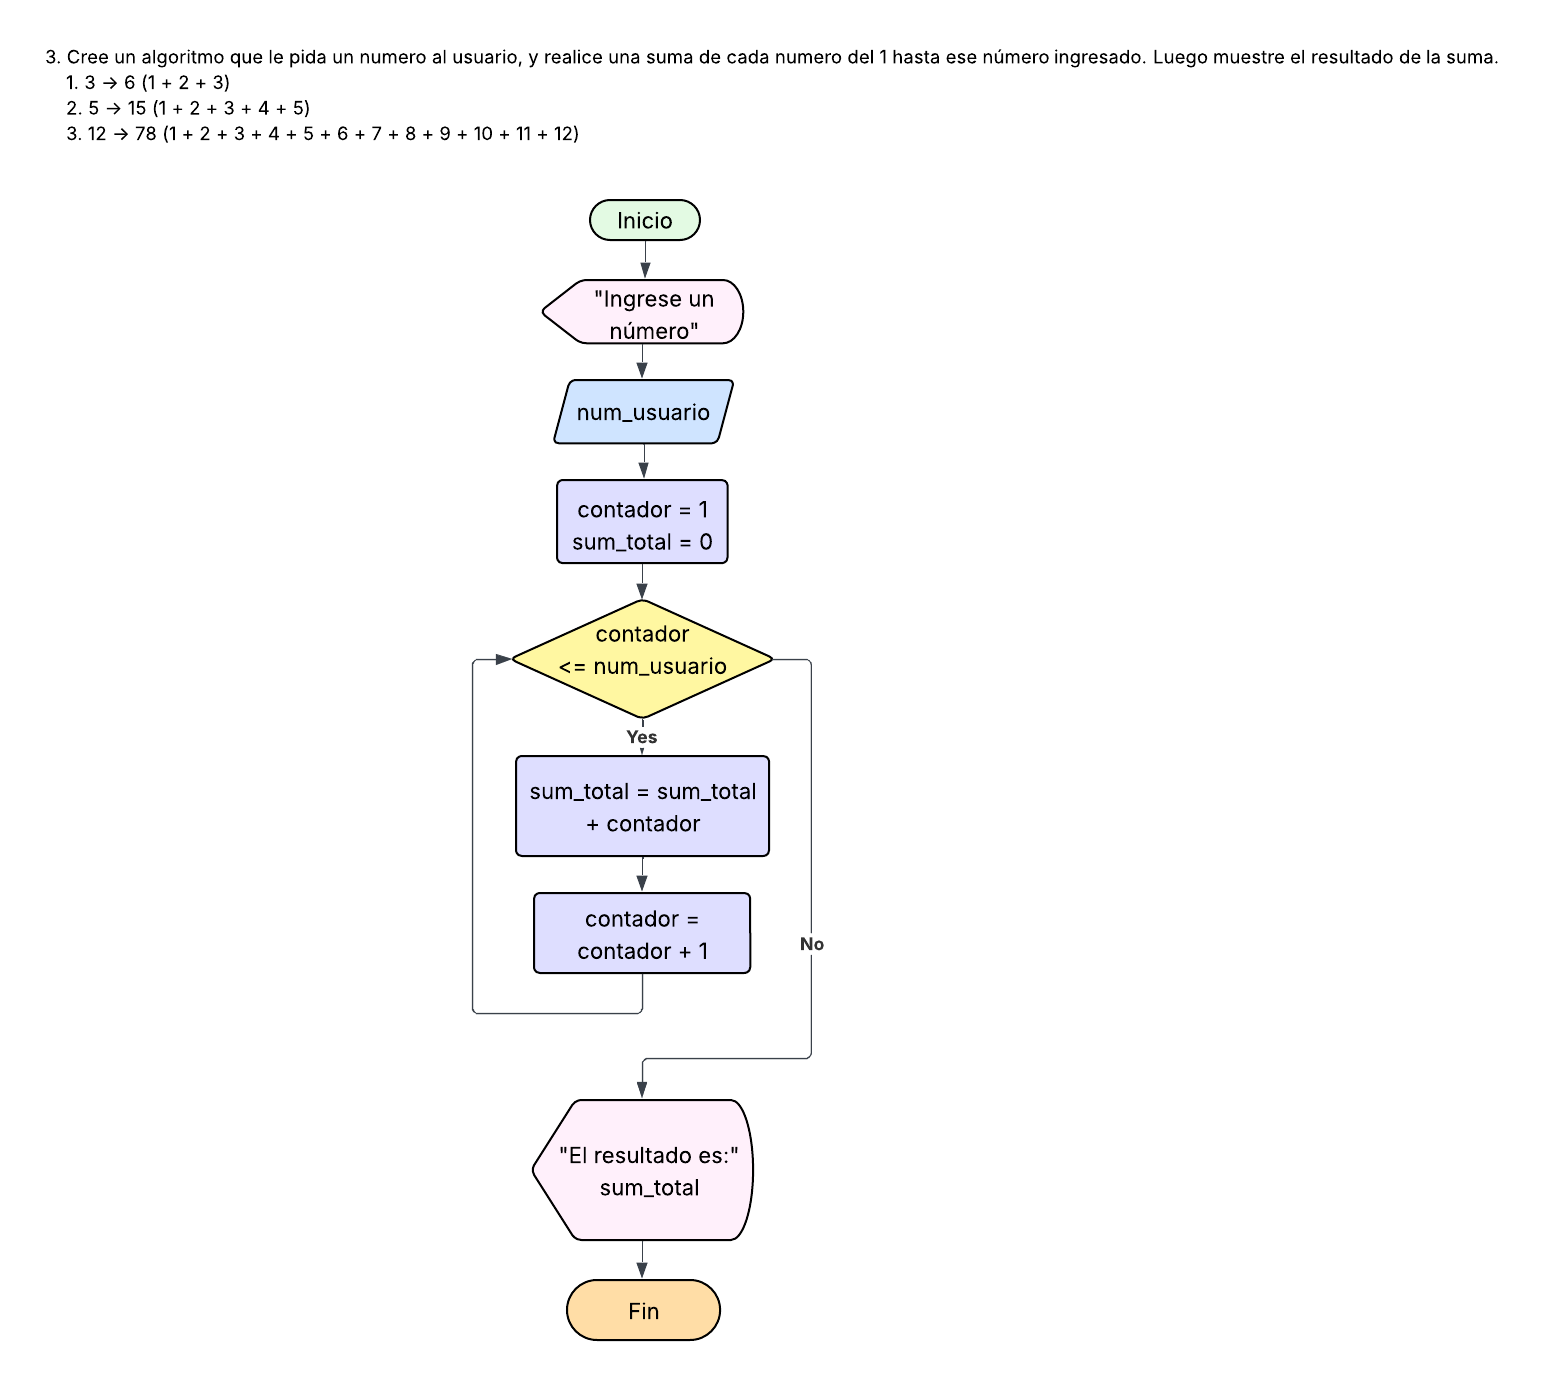 3. Cree un algoritmo que le pida un numero al usuario, y realice una suma de cada numero del 1 hasta ese número ingresado. Luego muestre el resultado de la suma.
1. 3 → 6 (1 + 2 + 3)
2. 5 → 15 (1 + 2 + 3 + 4 + 5)
3. 12 → 78 (1 + 2 + 3 + 4 + 5 + 6 + 7 + 8 + 9 + 10 + 11 + 12)
Inicio
"Ingrese un
número"
num_usuario
contador = 1
sum_total = 0
contador
<= num_usuario
Yes
sum_total = sum_total
+ contador
contador =
contador + 1
No
"El resultado es:"
sum_total
Fin